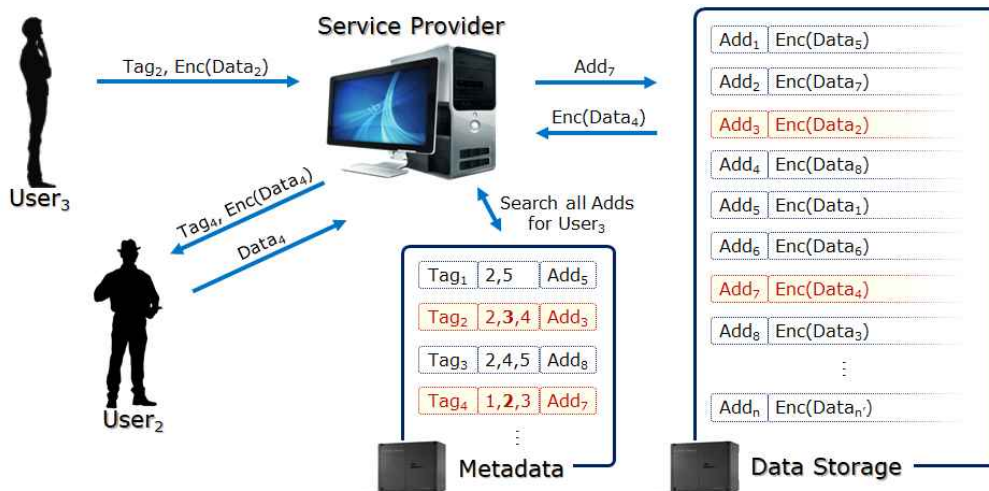 Service Provider
Tag₂, Enc(Data₂)
Add₇
Enc(Data₄)
User₃
Tag₄, Enc(Data₄)
Data₄
Search all Adds
for User₃
User₂
Tag₁ 2,5 Add₅
Tag₂ 2,3,4 Add₃
Tag₃ 2,4,5 Add₈
Tag₄ 1,2,3 Add₇
⋮
Metadada
Add₁ Enc(Data₅)
Add₂ Enc(Data₇)
Add₃ Enc(Data₂)
Add₄ Enc(Data₈)
Add₅ Enc(Data₁)
Add₆ Enc(Data₆)
Add₇ Enc(Data₄)
Add₈ Enc(Data₃)
⋮
Addₙ Enc(Dataₙ′)
Data Storage